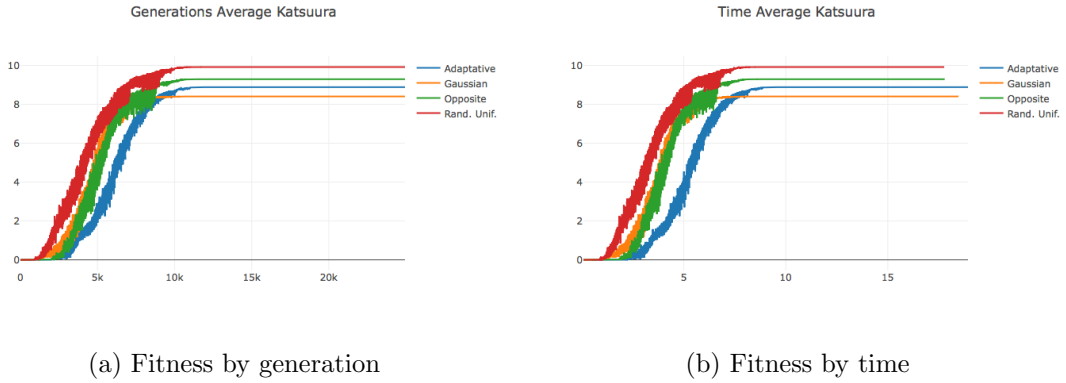 Generations Average Katsuura
10
8
6
4
2
0
0 5k 10k 15k 20k
Adaptative
Gaussian
Opposite
Rand. Unif.
(a) Fitness by generation
Time Average Katsuura
10
8
6
4
2
0
5 10 15
Adaptative
Gaussian
Opposite
Rand. Unif.
(b) Fitness by time